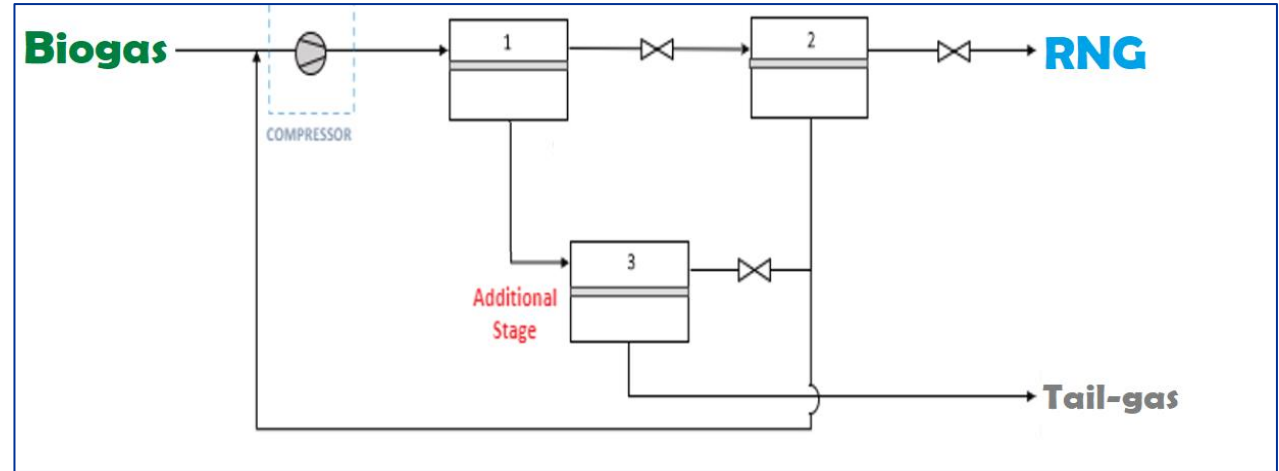 Biogas
COMPRESSOR
1
2
RNG
3
Additional
Stage
Tail-gas